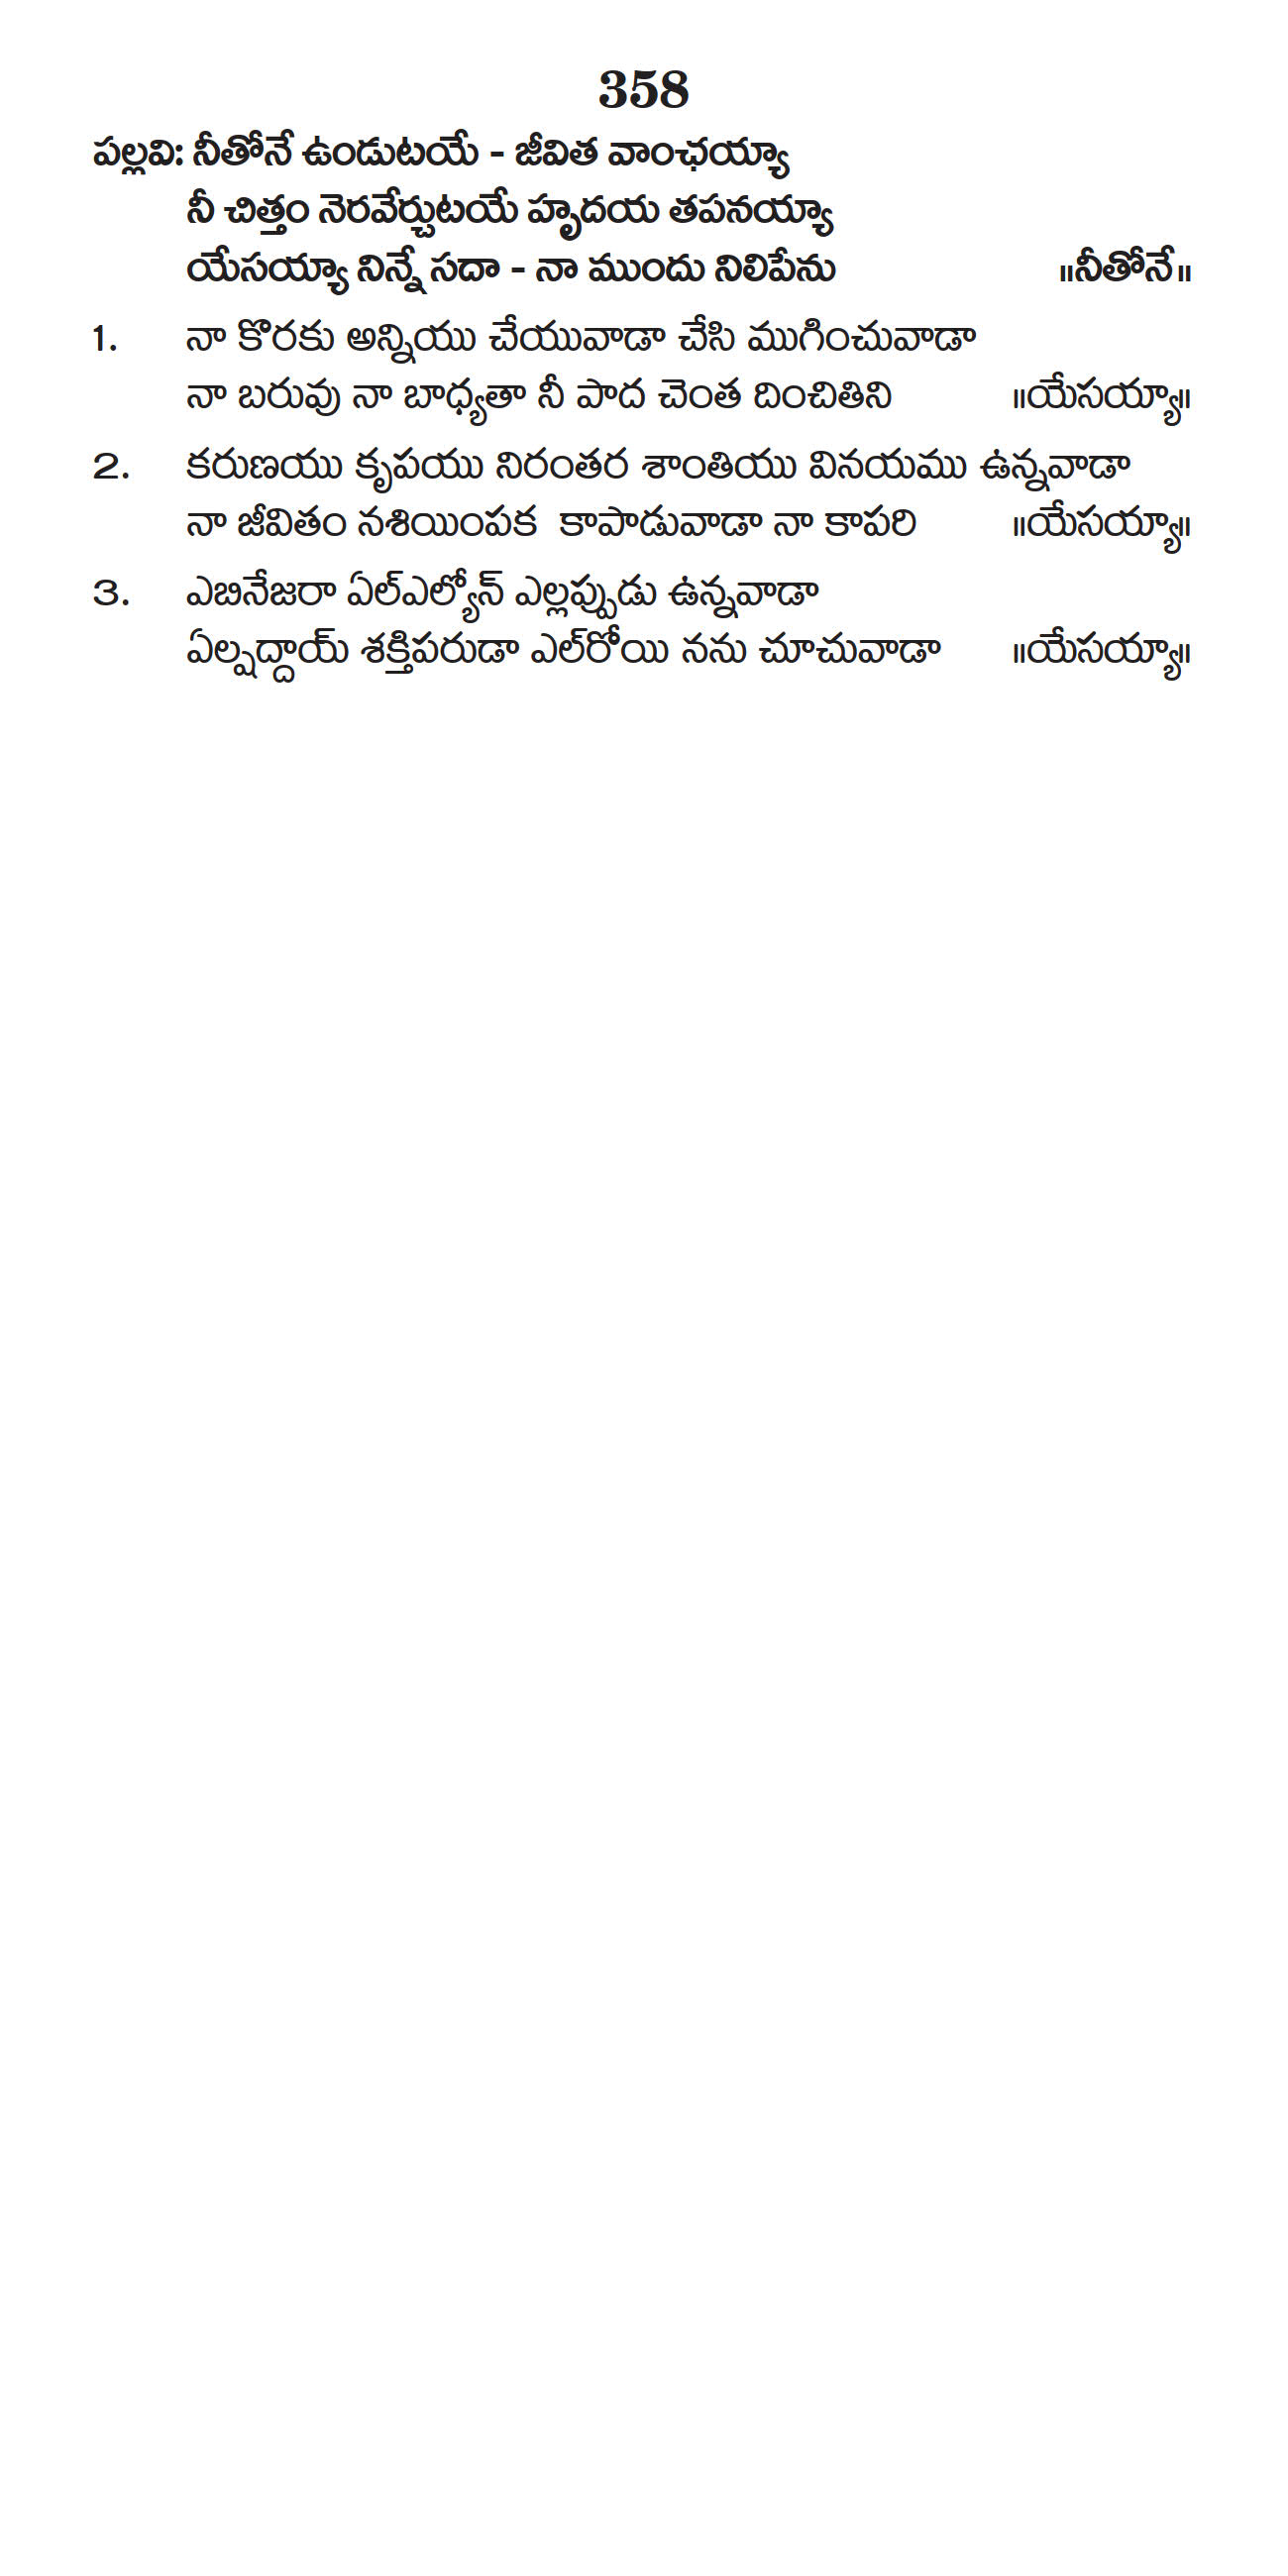 358
పల్లవి: నీతోనే ఉండుటయే - జీవిత వాంఛయ్యా
నీ చిత్తం నెరవేర్చుటయే హృదయ తపనయ్యా
యేసయ్యా నిన్నే సదా - నా ముందు నిలిపేను ॥నీతోనే॥
1. నా కొరకు అన్నియు చేయువాడా చేసి ముగించువాడా
నా బరువు నా బాధ్యతా నీ పాద చెంత దించితిని ॥యేసయ్యా॥
2. కరుణయు కృపయు నిరంతర శాంతియు వినయము ఉన్నవాడా
నా జీవితం నశియింపక కాపాడువాడా నా కాపరి ॥యేసయ్యా॥
3. ఎబినేజరా ఏల్ఎల్యోన్ ఎల్లప్పుడు ఉన్నవాడా
ఏల్షద్దాయ్ శక్తిపరుడా ఎల్‌రోయి నను చూచువాడా ॥యేసయ్యా॥